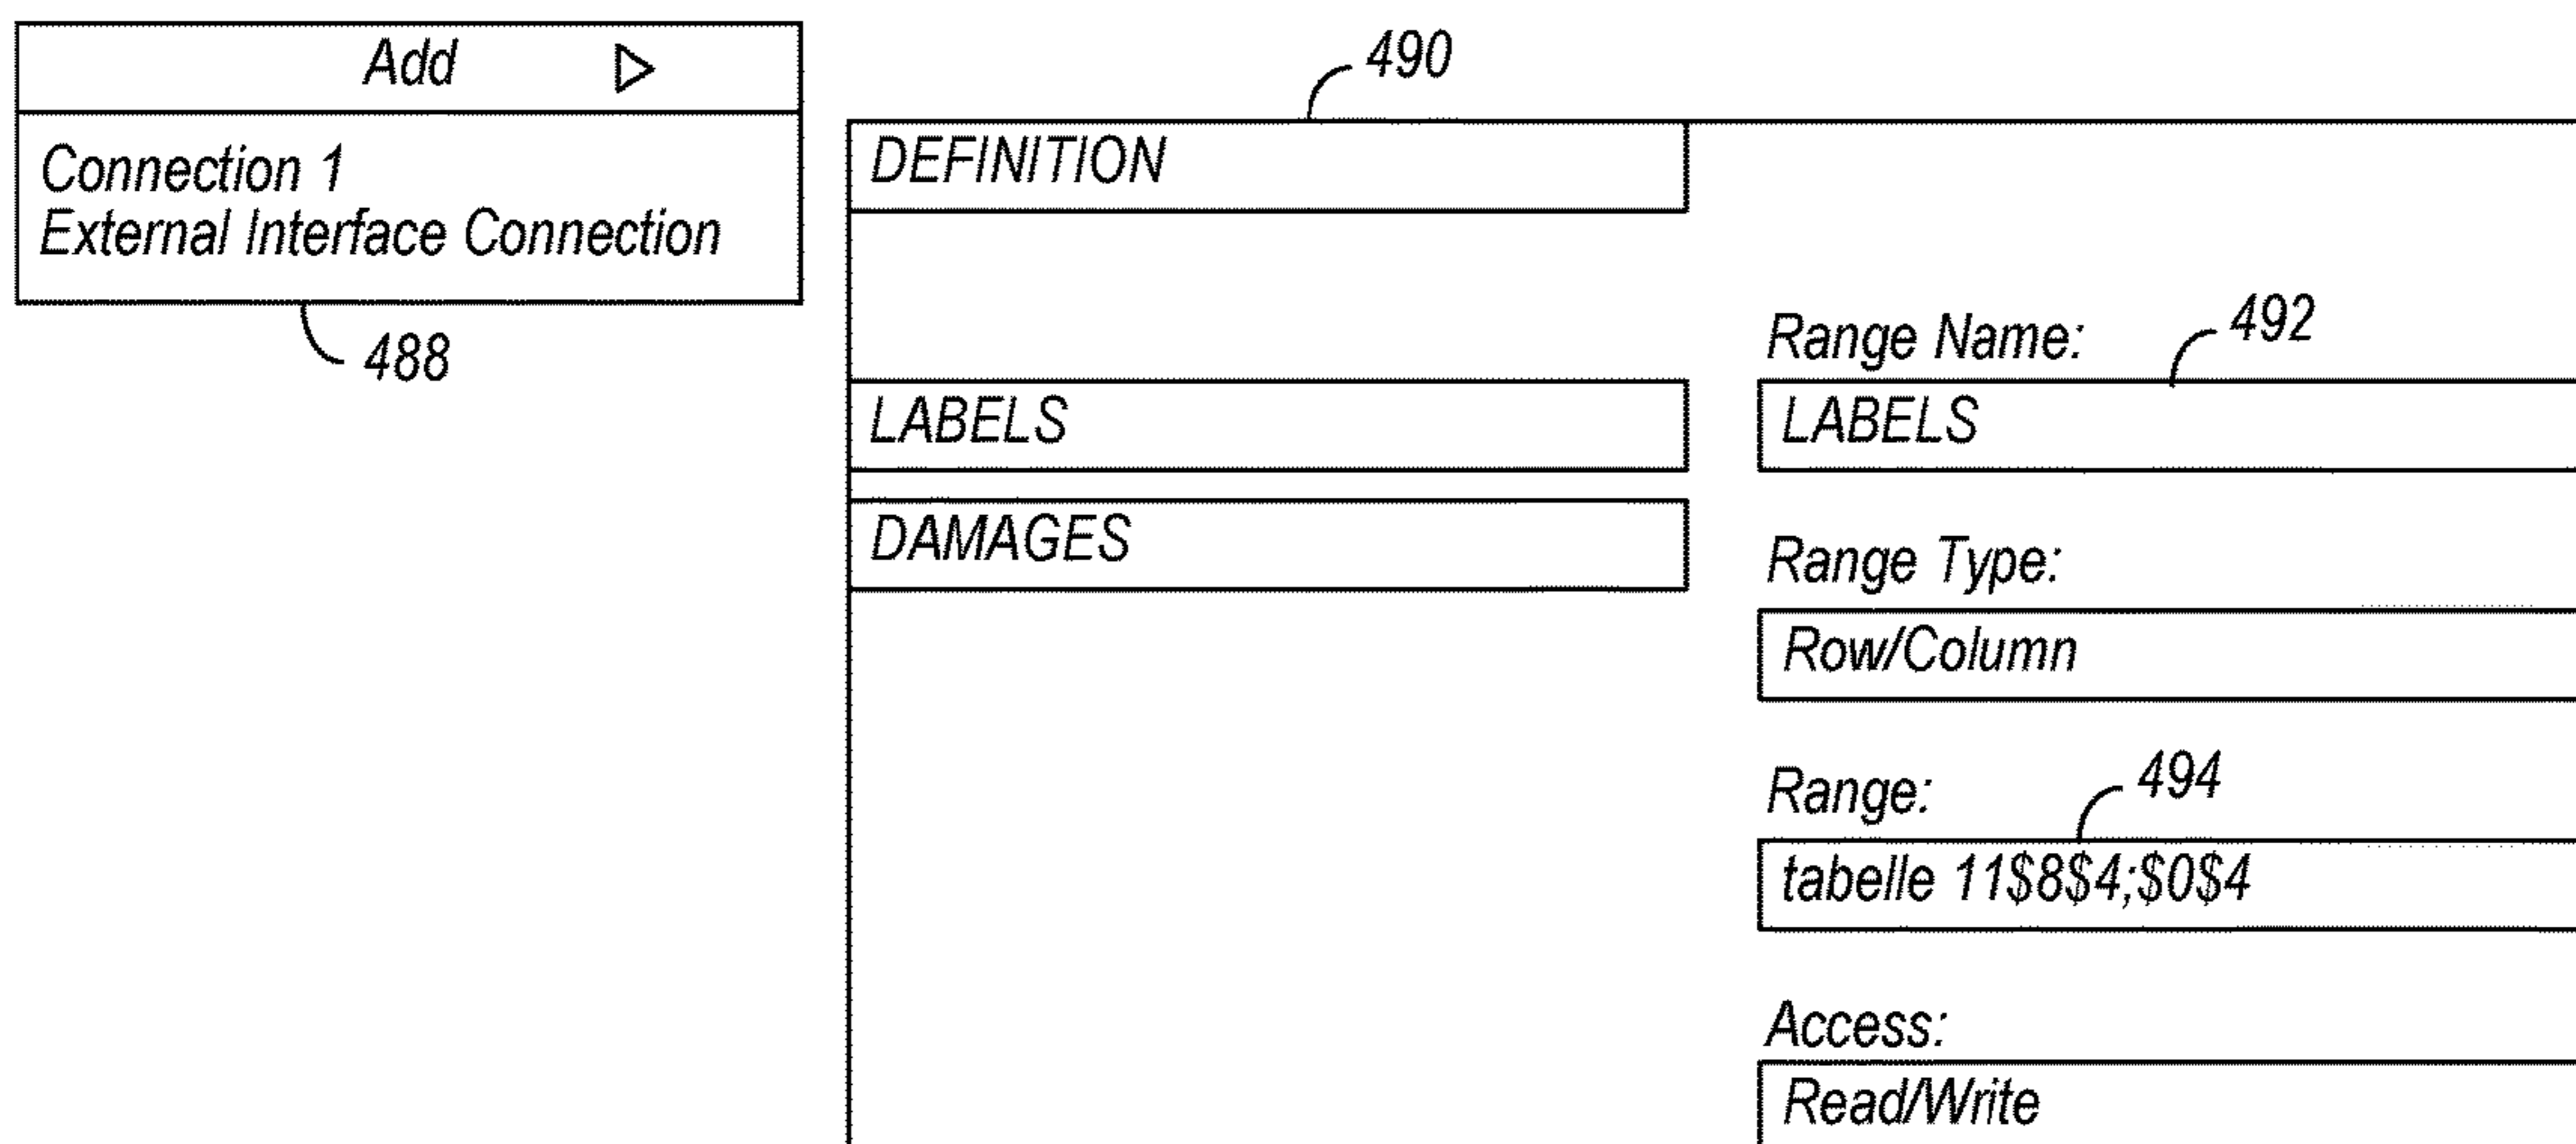 Add
Connection 1
External Interface Connection
488
490
DEFINITION
LABELS
DAMAGES
Range Name:
492
LABELS
Range Type:
Row/Column
Range:
494
tabelle 11$8$4;$0$4
Access:
Read/Write